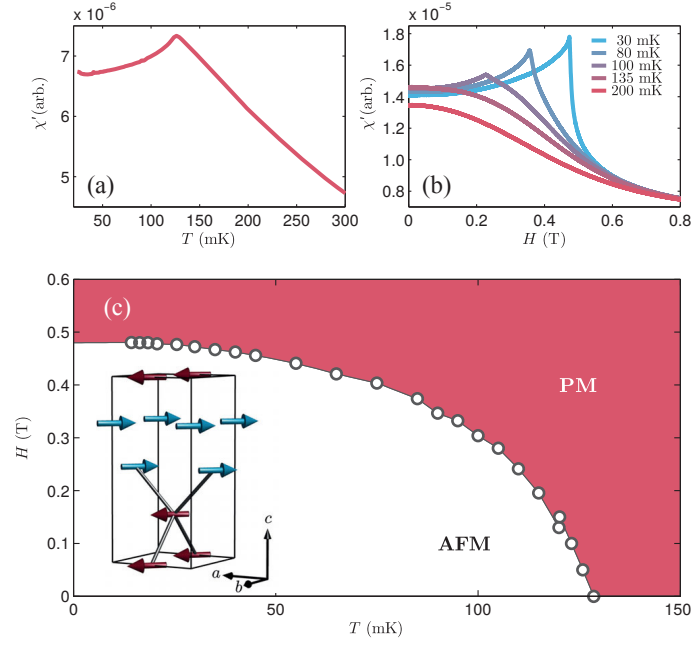 × 10⁻⁶
7
6
5
χ′(arb.)
(a)
50 100 150 200 250 300
T (mK)
× 10⁻⁵
1.8
1.6
1.4
1.2
1.0
0.8
χ′(arb.)
30 mK
80 mK
100 mK
135 mK
200 mK
(b)
0 0.2 0.4 0.6 0.8
H (T)
(c)
0.6
0.5
0.4
0.3
0.2
0.1
0
H (T)
PM
AFM
c
a
b
0 50 100 150
T (mK)